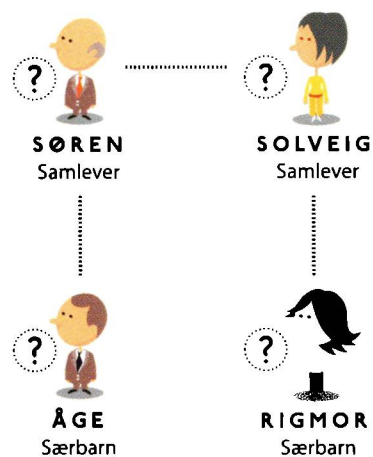 ?
?
SØREN
SOLVEIG
Samlever
Samlever
?
?
ÅGE
RIGMOR
Særbarn
Særbarn